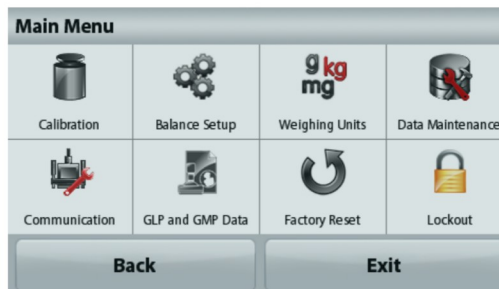 Main Menu
g kg
mg
Calibration
Balance Setup
Weighing Units
Data Maintenance
Communication
GLP and GMP Data
Factory Reset
Lockout
Back
Exit